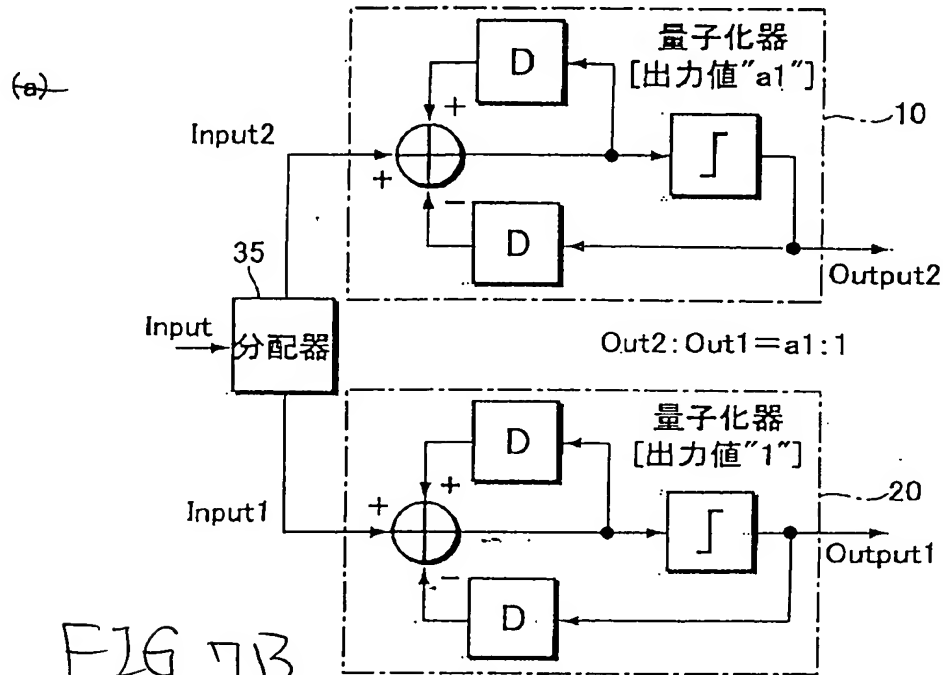 (a)
量子化器
[出力値"a1"]
D
+
10
Input2
+
−
D
Output2
35
Input
分配器
Out2:Out1=a1:1
量子化器
[出力値"1"]
D
+
+
20
Input1
−
D
Output1
FIG 7B